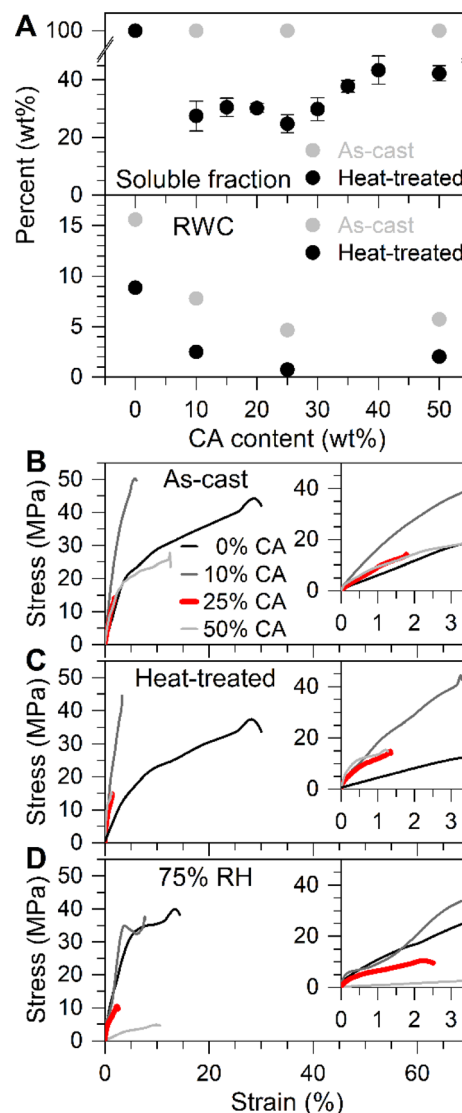 A
100
40
20
0
Percent (wt%)
As-cast
Soluble fraction
Heat-treated
15
10
5
0
RWC
As-cast
Heat-treated
0 10 20 30 40 50
CA content (wt%)
B
50
40
30
20
10
0
Stress (MPa)
As-cast
0% CA
10% CA
25% CA
50% CA
40
20
0
0 1 2 3
C
50
40
30
20
10
0
Stress (MPa)
Heat-treated
40
20
0
0 1 2 3
D
50
40
30
20
10
0
Stress (MPa)
75% RH
40
20
0
0 1 2 3
0 20 40 60
Strain (%)